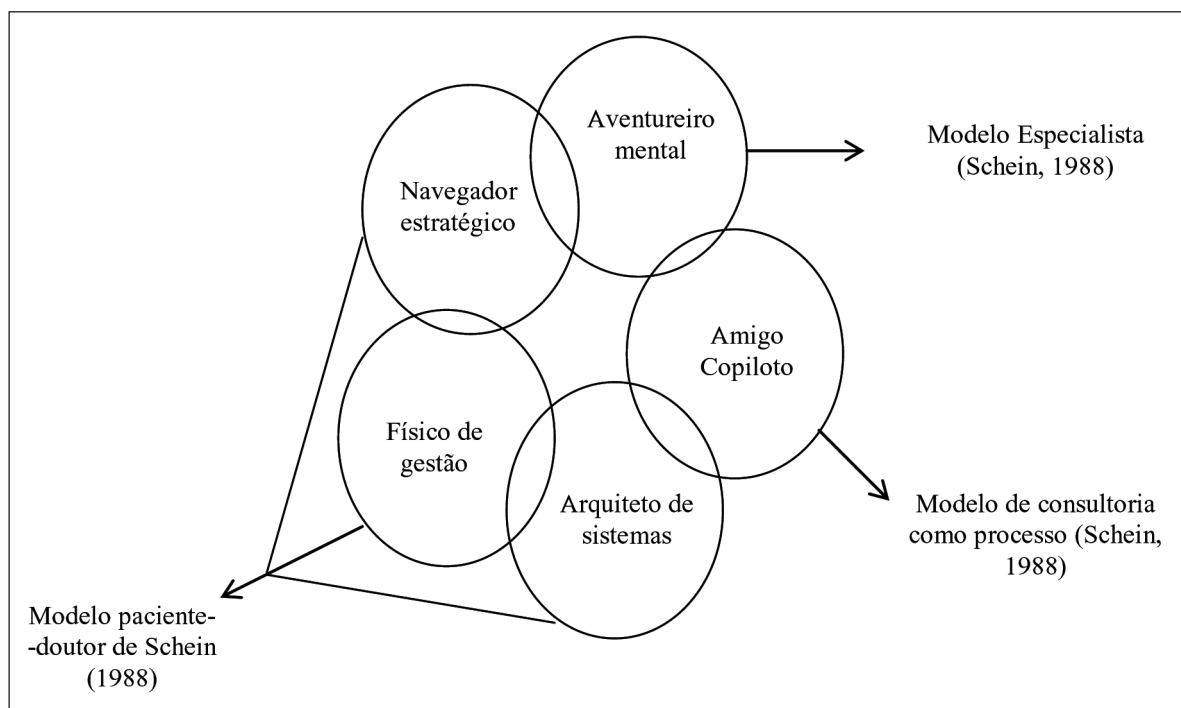 Aventureiro
mental
Modelo Especialista
(Schein, 1988)
Navegador
estratégico
Amigo
Copiloto
Físico de
gestão
Arquiteto de
sistemas
Modelo de consultoria
como processo (Schein,
1988)
Modelo paciente-
-doutor de Schein
(1988)